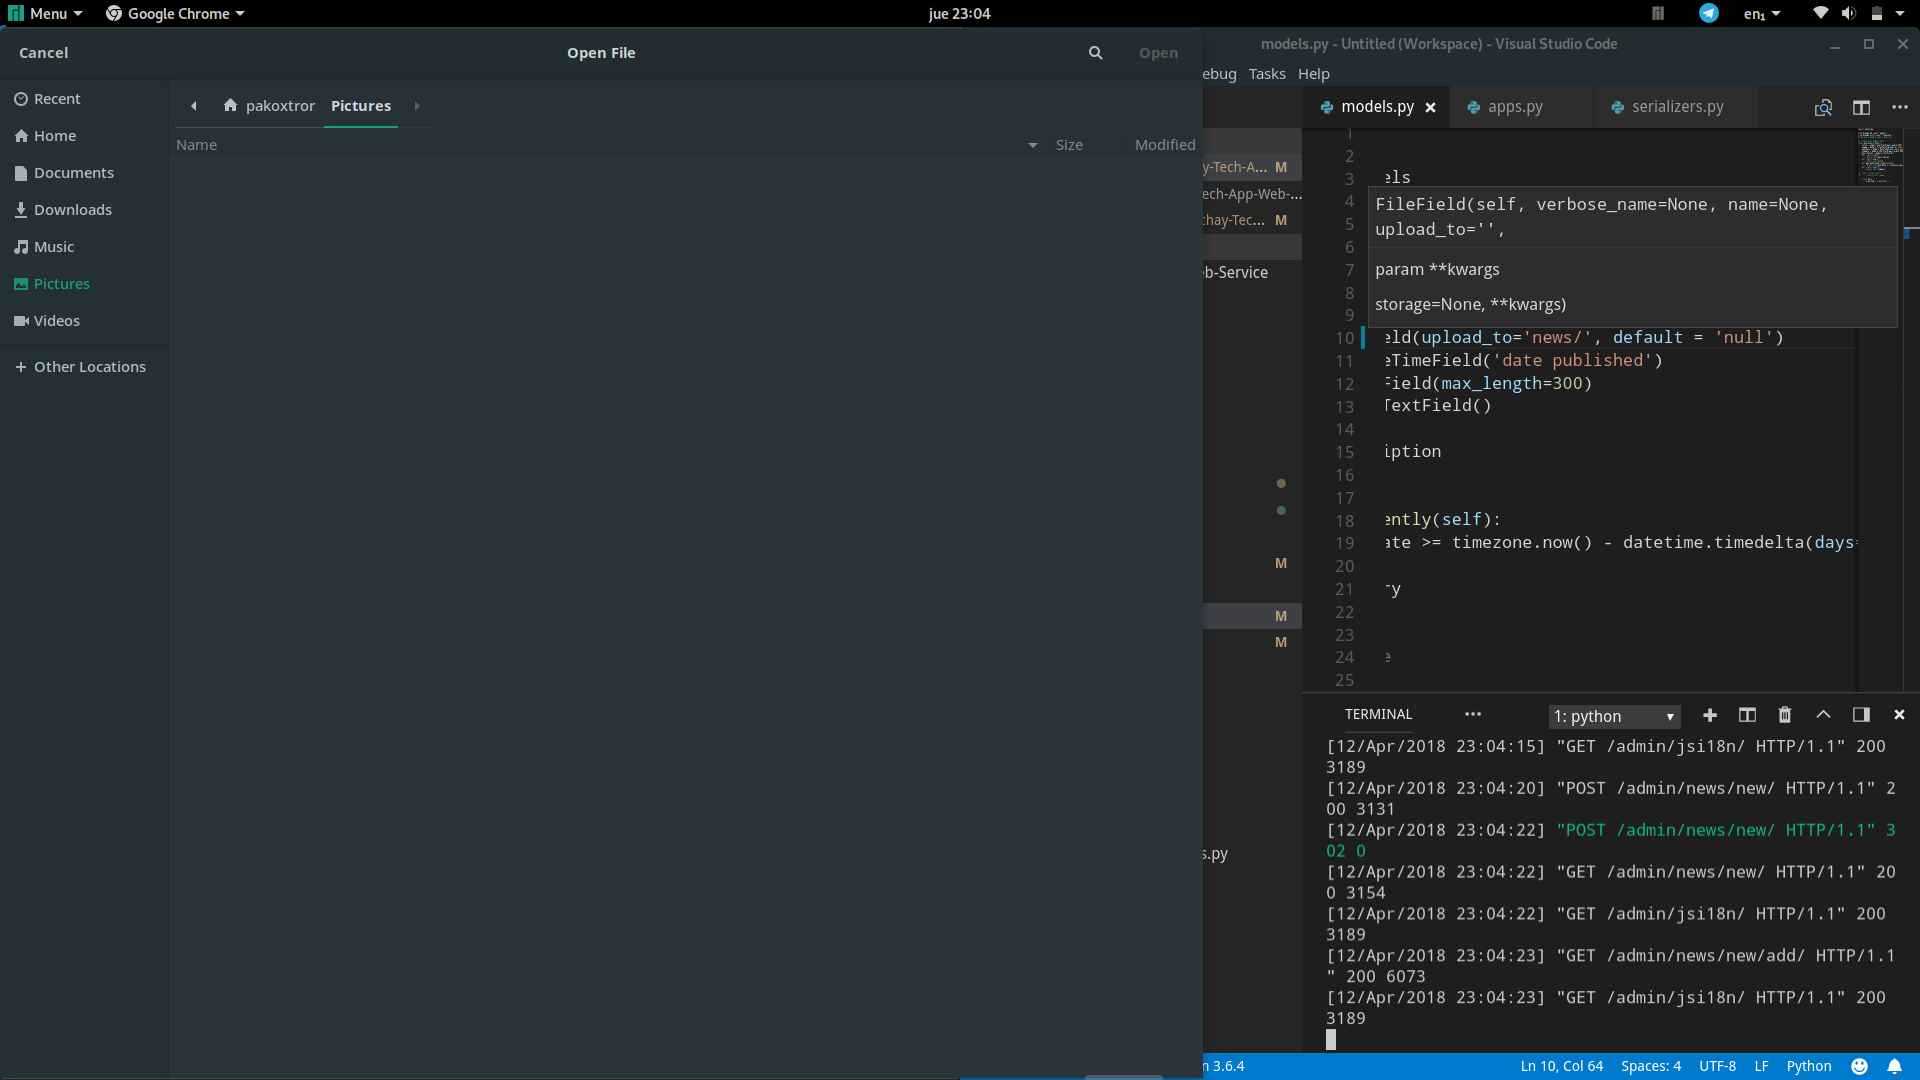 Menu
Google Chrome
jue 23:04
en₁
Cancel
Open File
Open
Recent
Home
Documents
Downloads
Music
Pictures
Videos
Other Locations
pakoxtror
Pictures
Name
Size
Modified
models.py - Untitled (Workspace) - Visual Studio Code
ebug Tasks Help
models.py
apps.py
serializers.py
y-Tech-A... M
ech-App-Web-...
hay-Tec... M
b-Service
M
M
M
s.py
1
2
3 els
4
5
6
7
8
9
FileField(self, verbose_name=None, name=None,
upload_to='',
param **kwargs
storage=None, **kwargs)
10 eld(upload_to='news/', default = 'null')
11 eTimeField('date published')
12 Field(max_length=300)
13 TextField()
14
15 iption
16
17
18 ently(self):
19 ate >= timezone.now() - datetime.timedelta(days=
20
21 ry
22
23
24 e
25
TERMINAL
1: python
[12/Apr/2018 23:04:15] "GET /admin/jsi18n/ HTTP/1.1" 200
3189
[12/Apr/2018 23:04:20] "POST /admin/news/new/ HTTP/1.1" 2
00 3131
[12/Apr/2018 23:04:22] "POST /admin/news/new/ HTTP/1.1" 3
02 0
[12/Apr/2018 23:04:22] "GET /admin/news/new/ HTTP/1.1" 20
0 3154
[12/Apr/2018 23:04:22] "GET /admin/jsi18n/ HTTP/1.1" 200
3189
[12/Apr/2018 23:04:23] "GET /admin/news/new/add/ HTTP/1.1
" 200 6073
[12/Apr/2018 23:04:23] "GET /admin/jsi18n/ HTTP/1.1" 200
3189
n 3.6.4
Ln 10, Col 64
Spaces: 4
UTF-8
LF
Python